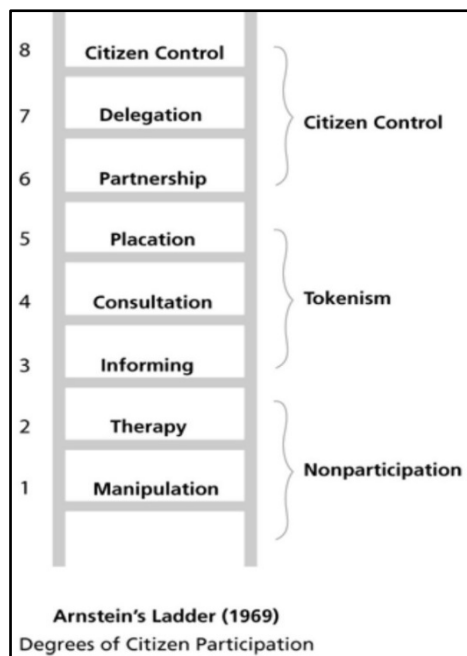 8 Citizen Control
7 Delegation
Citizen Control
6 Partnership
5 Placation
4 Consultation
Tokenism
3 Informing
2 Therapy
Nonparticipation
1 Manipulation
Arnstein's Ladder (1969)
Degrees of Citizen Participation